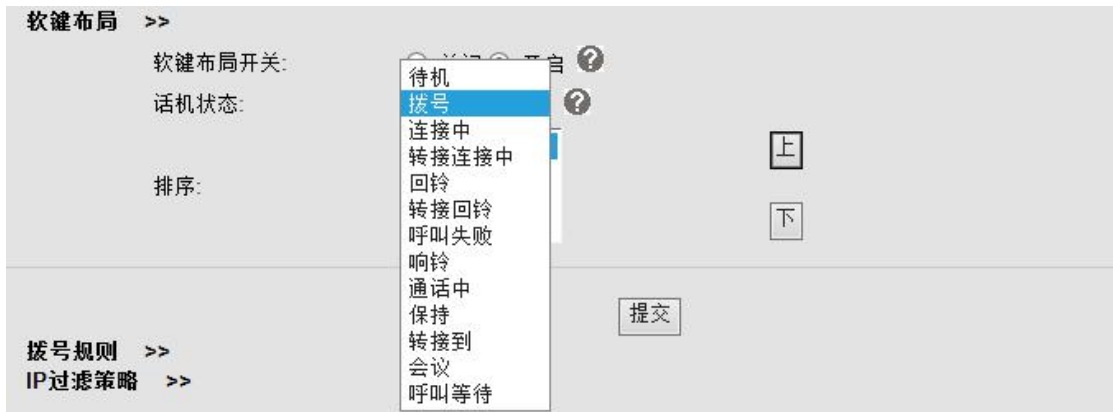 软键布局 >>
软键布局开关: 启 ?
话机状态: ?
排序:
上
下
待机
拨号
连接中
转接连接中
回铃
转接回铃
呼叫失败
响铃
通话中
保持
转接到
会议
呼叫等待
提交
拨号规则 >>
IP过滤策略 >>